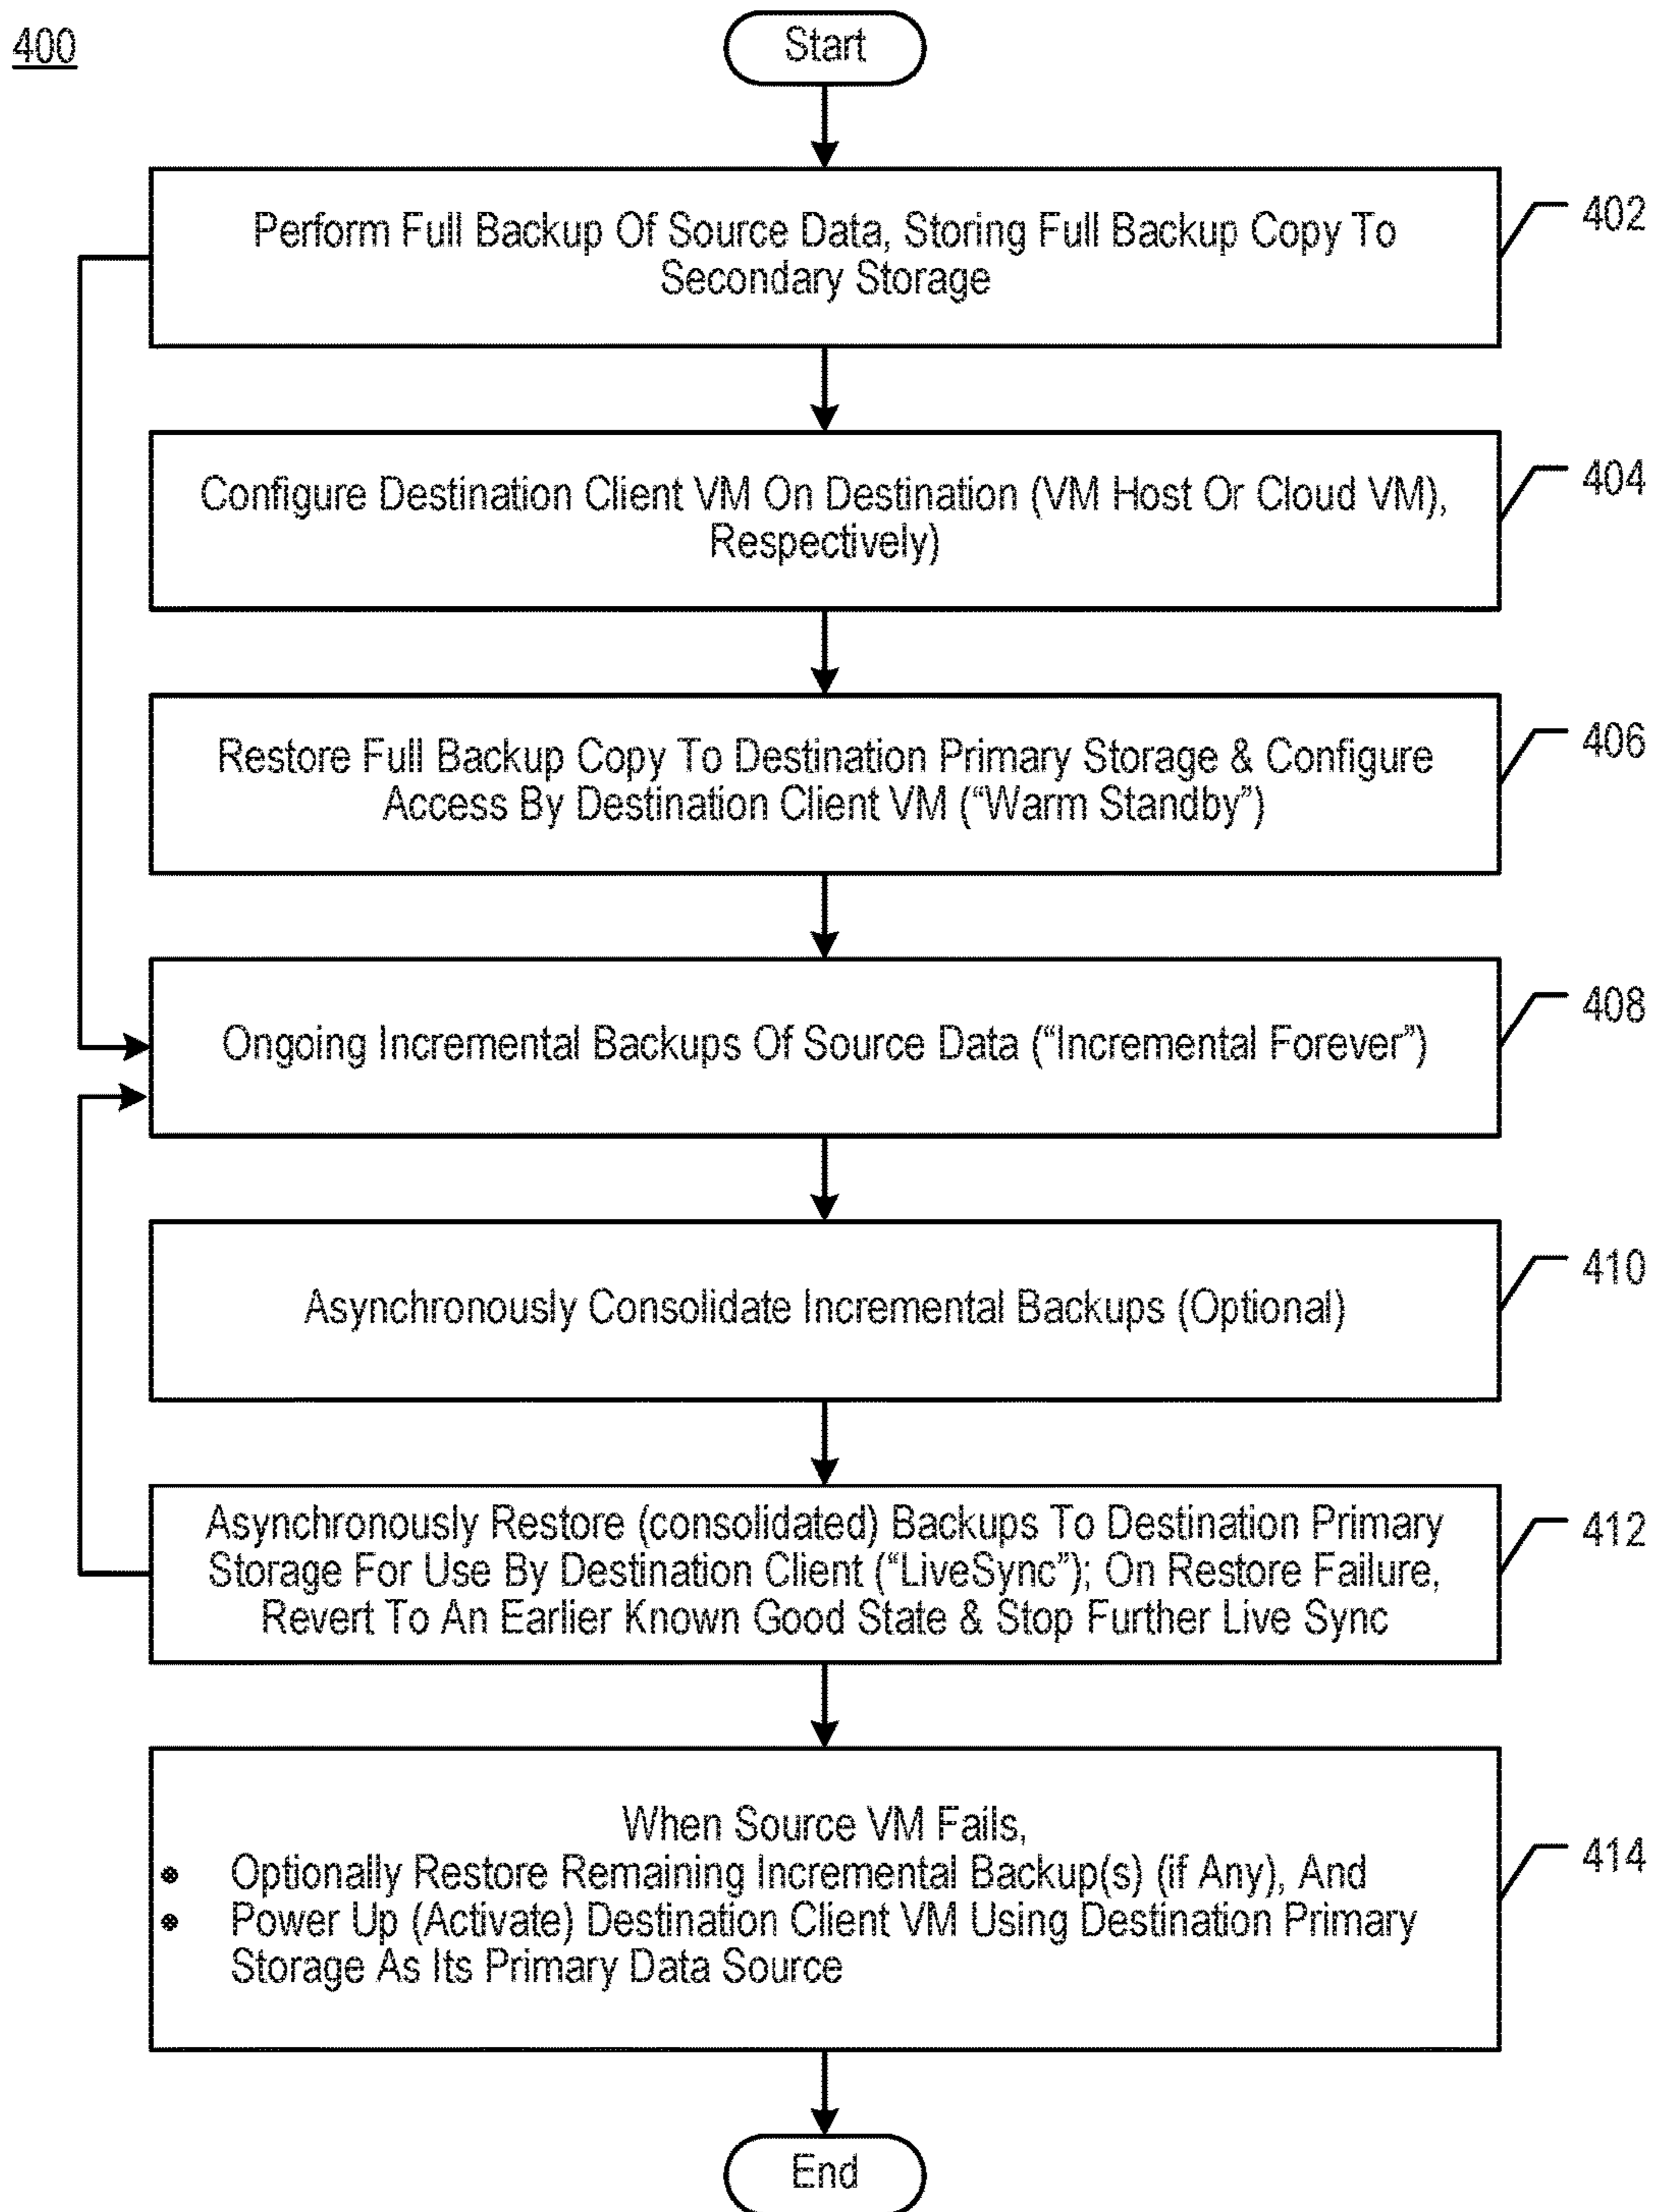 400
Start
Perform Full Backup Of Source Data, Storing Full Backup Copy To
Secondary Storage
402
Configure Destination Client VM On Destination (VM Host Or Cloud VM),
Respectively)
404
Restore Full Backup Copy To Destination Primary Storage & Configure
Access By Destination Client VM (“Warm Standby”)
406
Ongoing Incremental Backups Of Source Data (“Incremental Forever”)
408
Asynchronously Consolidate Incremental Backups (Optional)
410
Asynchronously Restore (consolidated) Backups To Destination Primary
Storage For Use By Destination Client (“LiveSync”); On Restore Failure,
Revert To An Earlier Known Good State & Stop Further Live Sync
412
When Source VM Fails,
• Optionally Restore Remaining Incremental Backup(s) (if Any), And
• Power Up (Activate) Destination Client VM Using Destination Primary
Storage As Its Primary Data Source
414
End